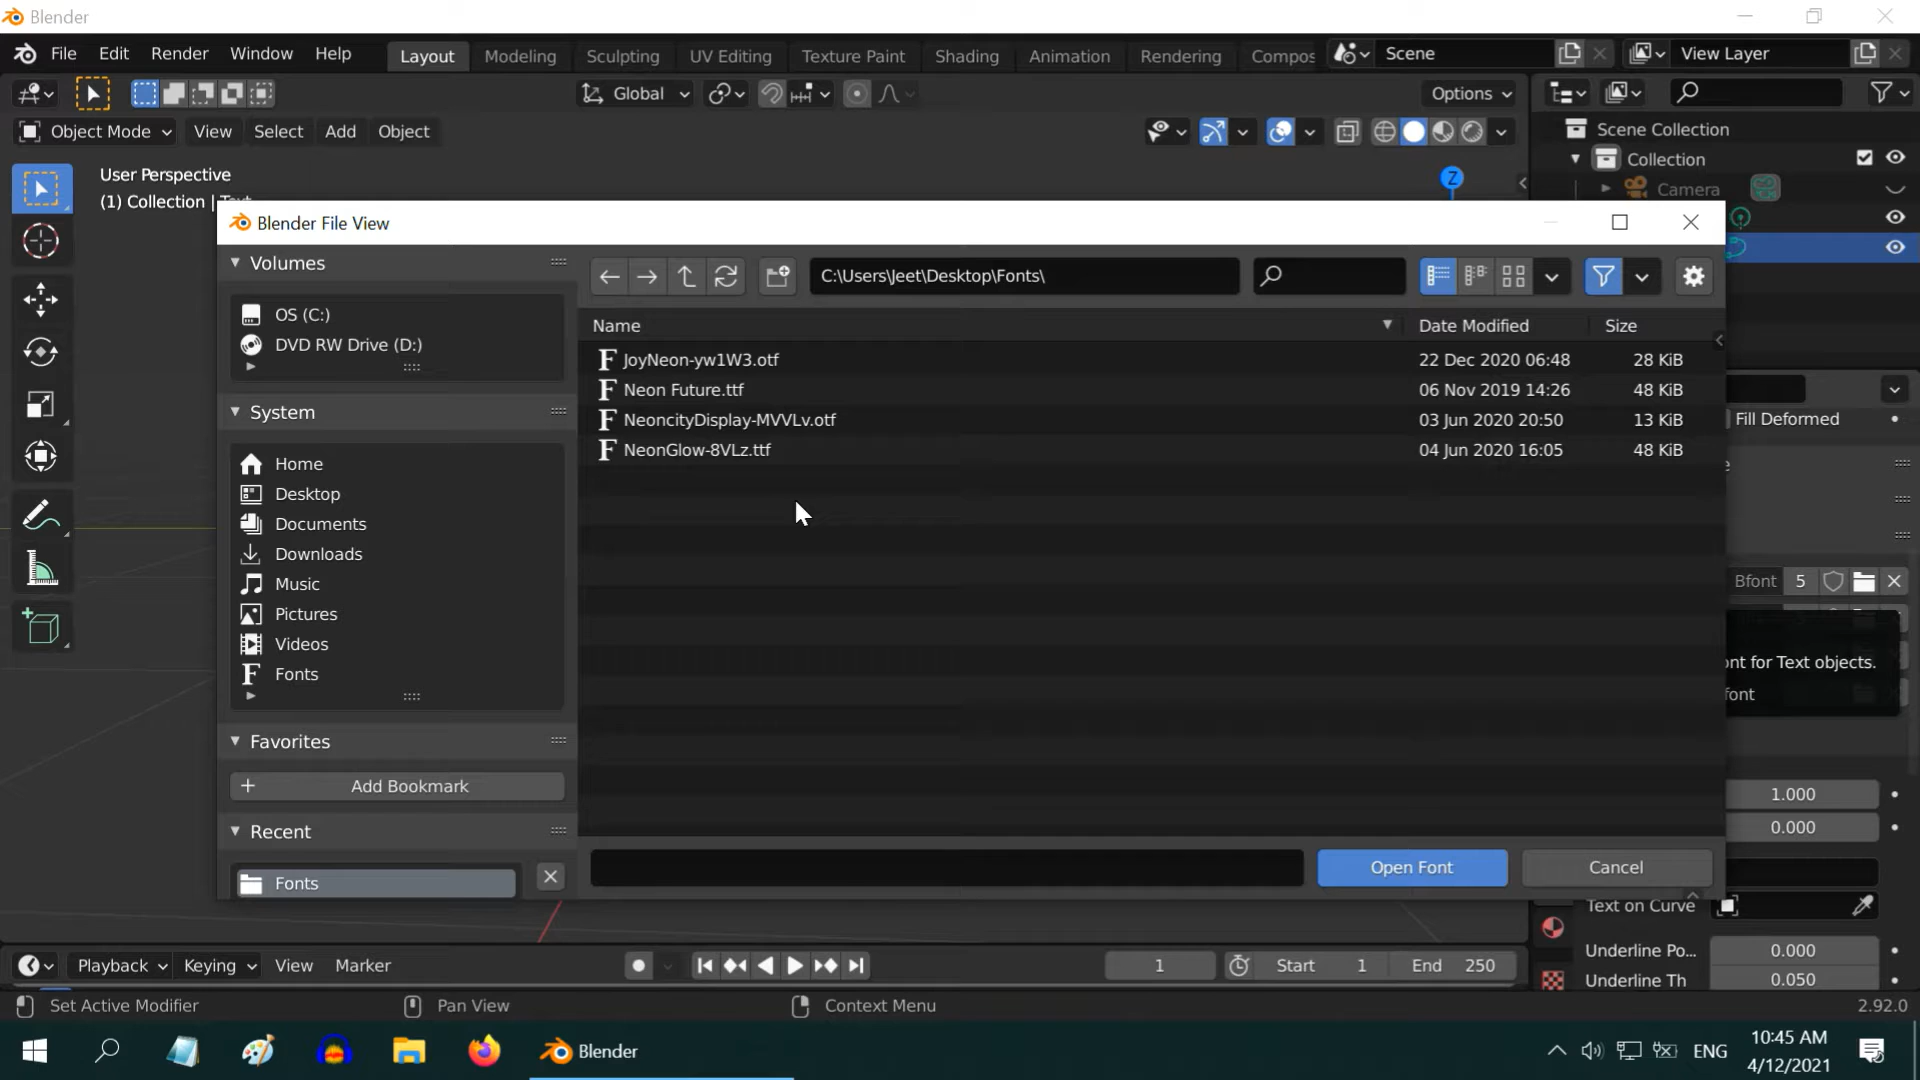 Blender
File Edit Render Window Help Layout Modeling Sculpting UV Editing Texture Paint Shading Animation Rendering Compos Scene View Layer
Global Options
Object Mode View Select Add Object
Scene Collection
Collection
Camera
User Perspective
(1) Collection |
Z
Blender File View
Volumes
OS (C:)
DVD RW Drive (D:)
System
Home
Desktop
Documents
Downloads
Music
Pictures
Videos
Fonts
Favorites
Add Bookmark
Recent
Fonts
C:\Users\Jeet\Desktop\Fonts\
Name Date Modified Size
JoyNeon-yw1W3.otf 22 Dec 2020 06:48 28 KiB
Neon Future.ttf 06 Nov 2019 14:26 48 KiB
NeoncityDisplay-MVVLv.otf 03 Jun 2020 20:50 13 KiB
NeonGlow-8VLz.ttf 04 Jun 2020 16:05 48 KiB
Open Font Cancel
Fill Deformed
Bfont 5
ont for Text objects.
font
1.000
0.000
Text on Curve
Underline Po... 0.000
Underline Th 0.050
Playback Keying View Marker 1 Start 1 End 250
Set Active Modifier Pan View Context Menu 2.92.0
Blender ENG 10:45 AM
4/12/2021